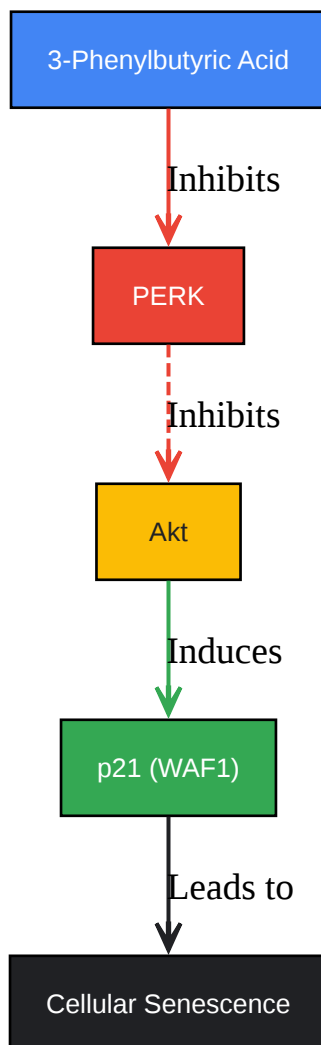 3-Phenylbutyric Acid
Inhibits
PERK
Inhibits
Akt
Induces
p21 (WAF1)
Leads to
Cellular Senescence